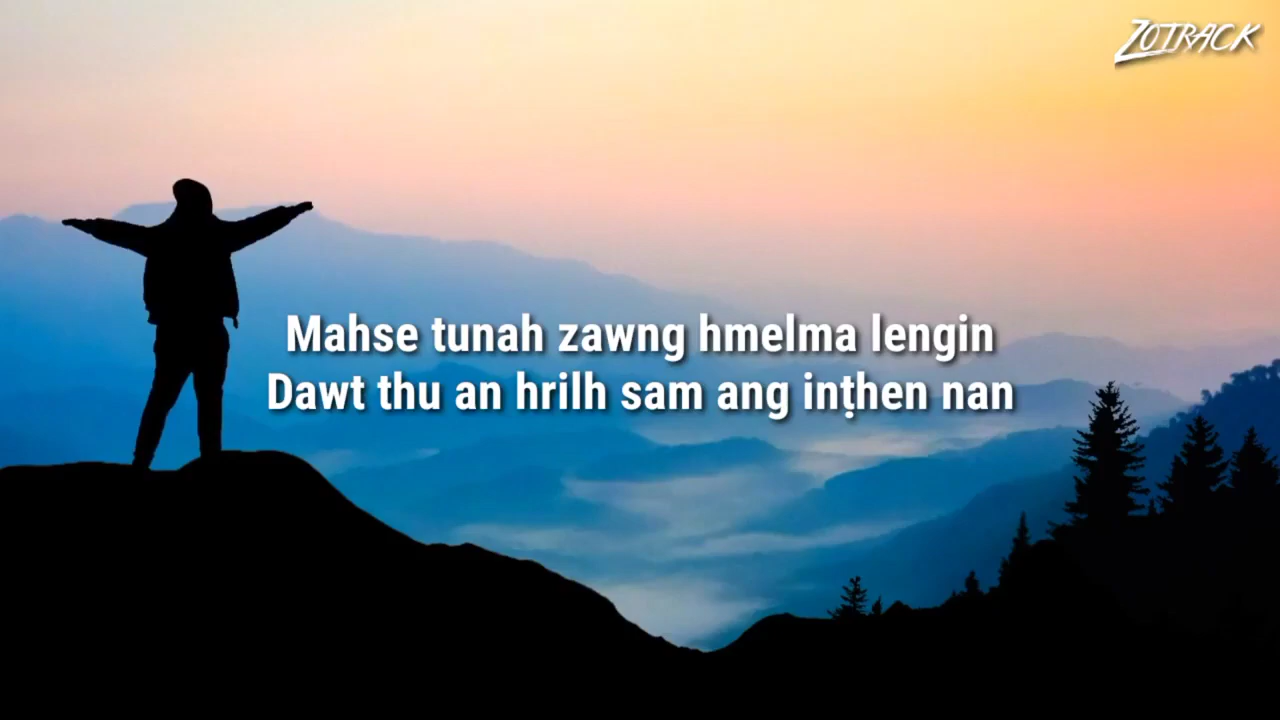 ZOTRACK
Mahse tunah zawng hmelma lengin
Dawt thu an hrilh sam ang inṭhen nan